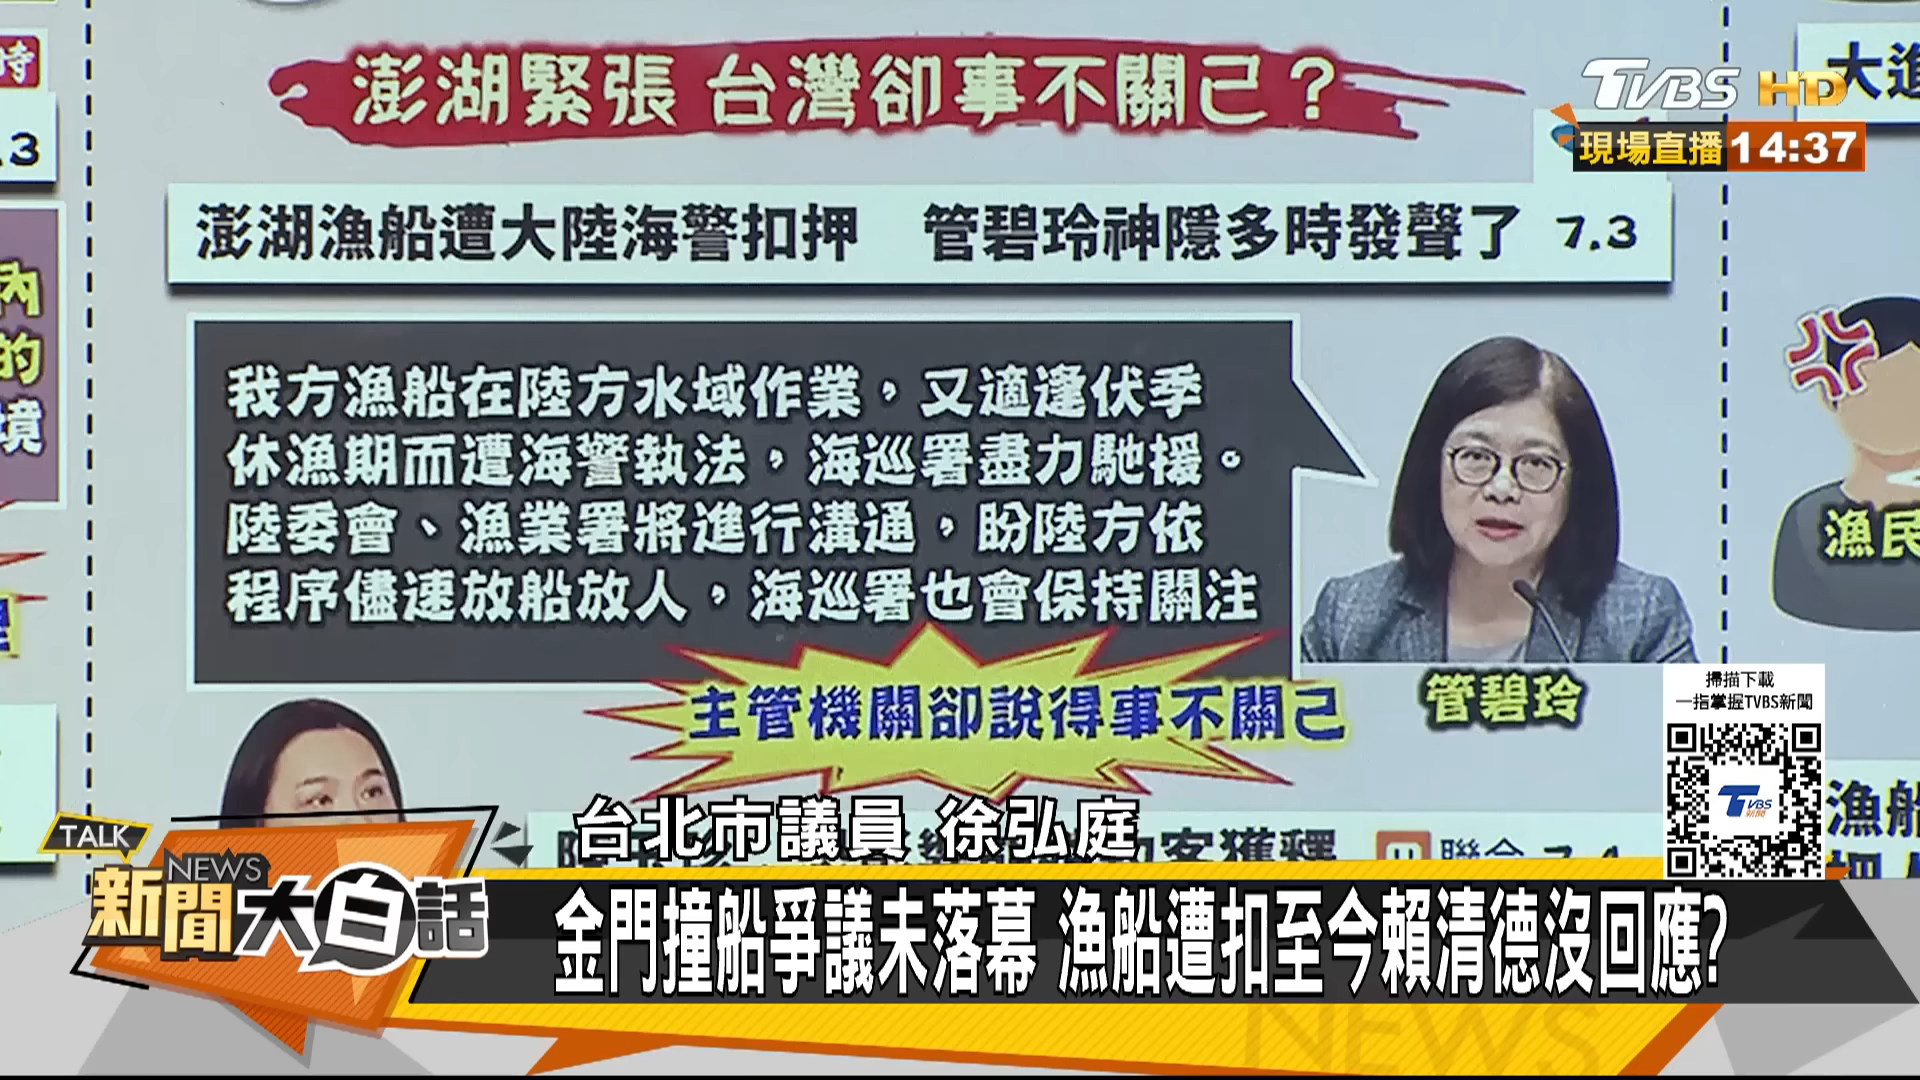 澎湖緊張 台灣卻事不關己？
TVBS HD
現場直播 14:37
澎湖漁船遭大陸海警扣押 管碧玲神隱多時發聲了 7.3
我方漁船在陸方水域作業，又適逢伏季
休漁期而遭海警執法，海巡署盡力馳援。
陸委會、漁業署將進行溝通，盼陸方依
程序儘速放船放人，海巡署也會保持關注
主管機關卻說得事不關己
管碧玲
漁民
掃描下載
一指掌握TVBS新聞
TVBS
新聞
台北市議員 徐弘庭
TALK
NEWS
新聞大白話
金門撞船爭議未落幕 漁船遭扣至今賴清德沒回應?
NEWS